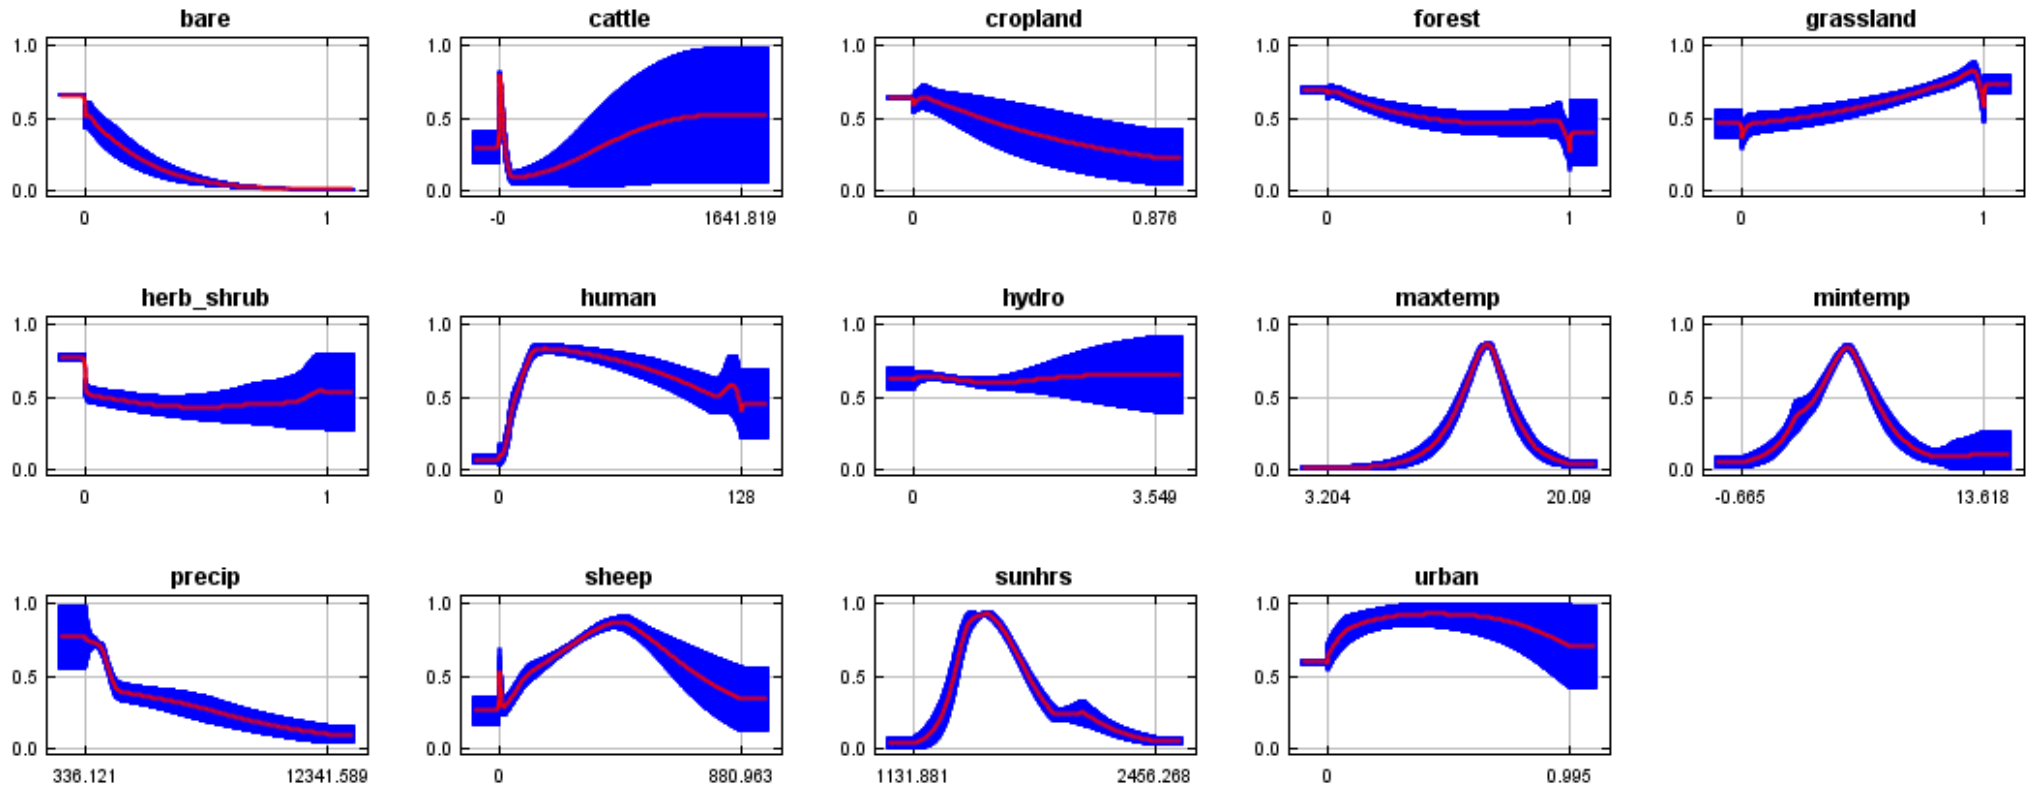 bare cattle cropland forest grassland
1.0 1.0 1.0 1.0 1.0
0.5 0.5 0.5 0.5 0.5
0.0 0.0 0.0 0.0 0.0
0 1 -0 1641.819 0 0.876 0 1 0 1
herb_shrub human hydro maxtemp mintemp
1.0 1.0 1.0 1.0 1.0
0.5 0.5 0.5 0.5 0.5
0.0 0.0 0.0 0.0 0.0
0 1 0 128 0 3.549 3.204 20.09 -0.665 13.618
precip sheep sunhrs urban
1.0 1.0 1.0 1.0
0.5 0.5 0.5 0.5
0.0 0.0 0.0 0.0
336.121 12341.589 0 880.963 1131.881 2456.268 0 0.995